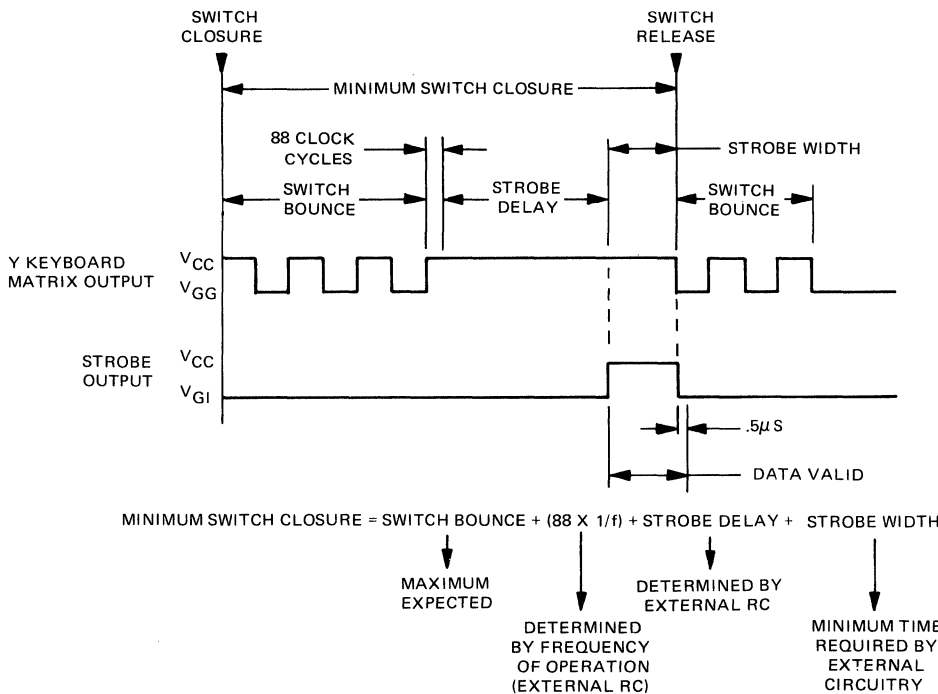 SWITCH
CLOSURE
SWITCH
RELEASE
MINIMUM SWITCH CLOSURE
88 CLOCK
CYCLES
STROBE WIDTH
SWITCH
BOUNCE
STROBE
DELAY
SWITCH
BOUNCE
Y KEYBOARD
MATRIX OUTPUT
VCC
VGG
STROBE
OUTPUT
VCC
VGI
.5μS
DATA VALID
MINIMUM SWITCH CLOSURE = SWITCH BOUNCE + (88 X 1/f) + STROBE DELAY + STROBE WIDTH
MAXIMUM
EXPECTED
DETERMINED
BY FREQUENCY
OF OPERATION
(EXTERNAL RC)
DETERMINED BY
EXTERNAL RC
MINIMUM TIME
REQUIRED BY
EXTERNAL
CIRCUITRY